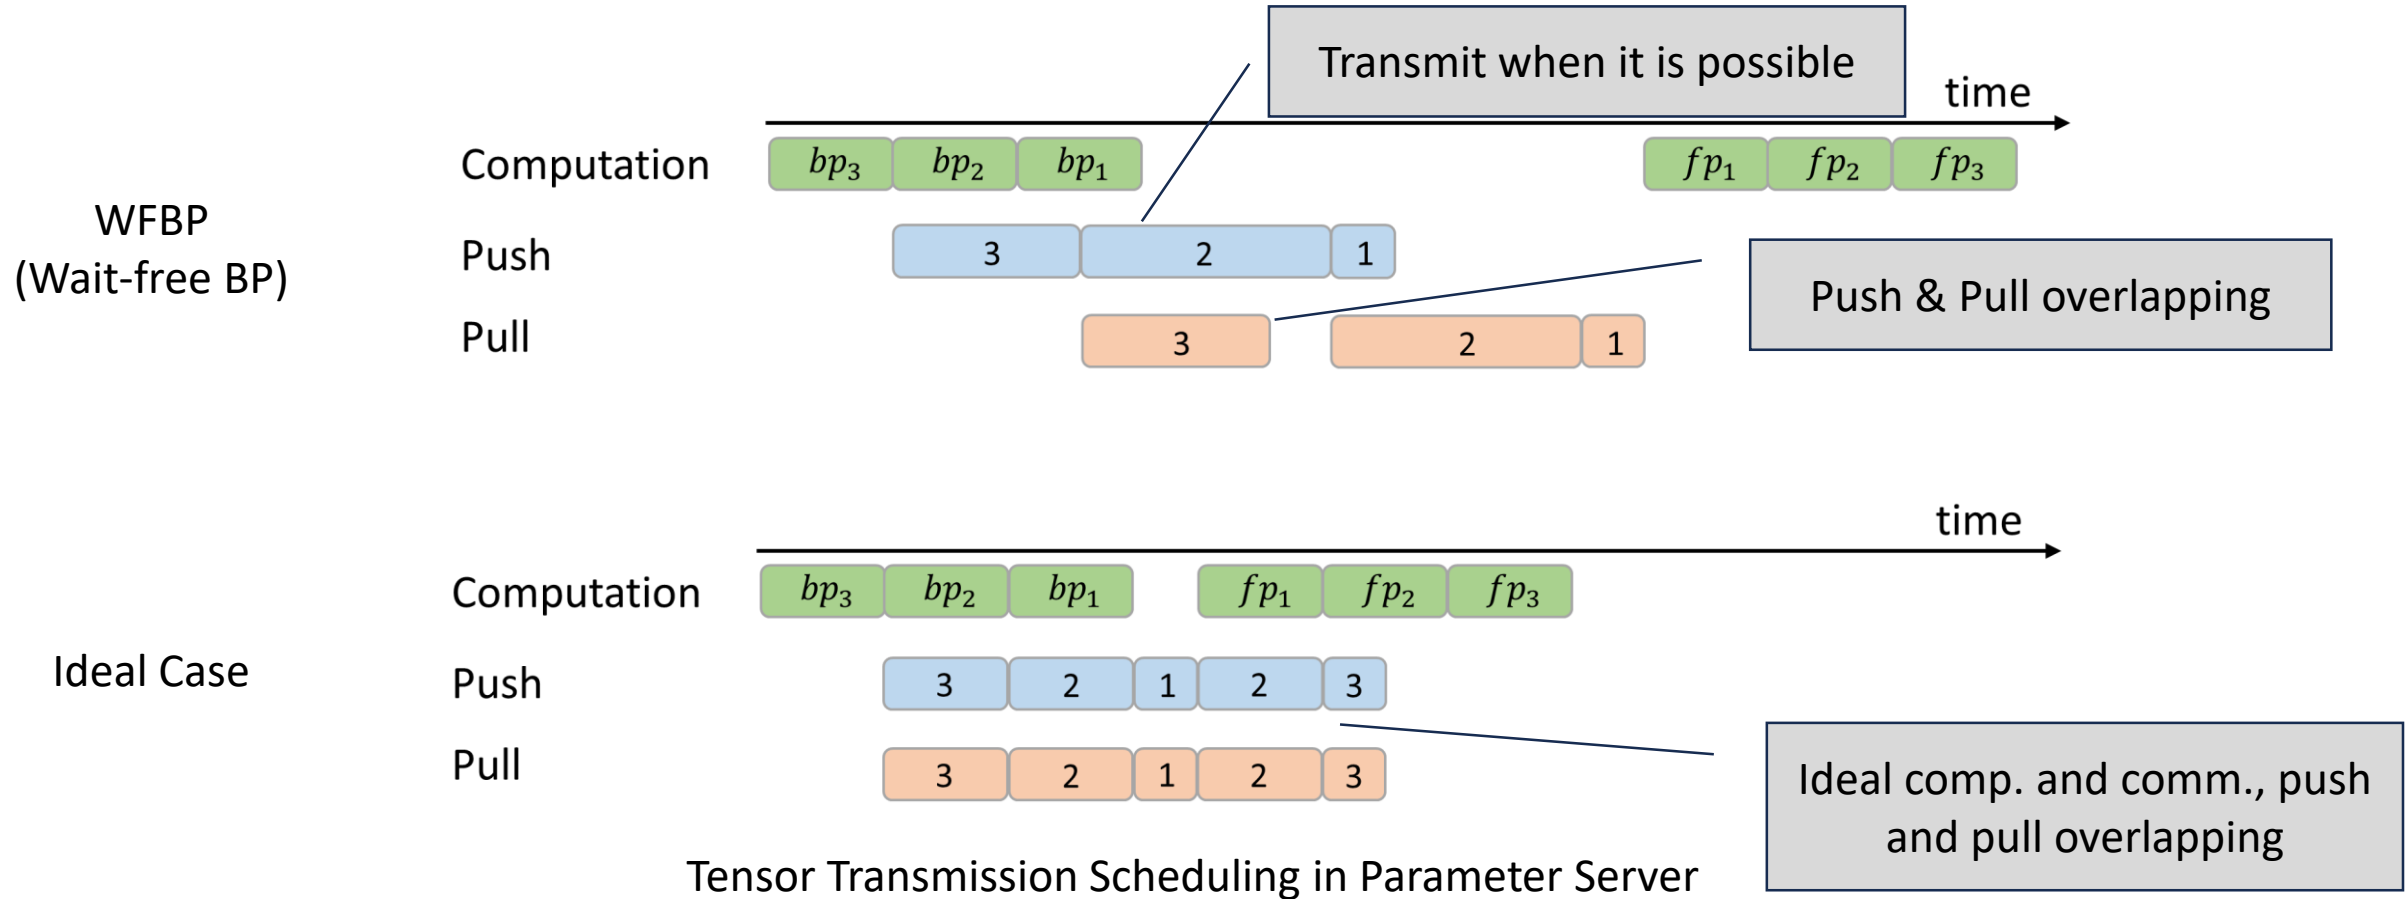 Transmit when it is possible
time
Computation
bp₃ bp₂ bp₁ fp₁ fp₂ fp₃
WFBP
(Wait-free BP)
Push
3 2 1
Push & Pull overlapping
Pull
3 2 1
time
Computation
bp₃ bp₂ bp₁ fp₁ fp₂ fp₃
Ideal Case
Push
3 2 1 2 3
Pull
3 2 1 2 3
Ideal comp. and comm., push
and pull overlapping
Tensor Transmission Scheduling in Parameter Server